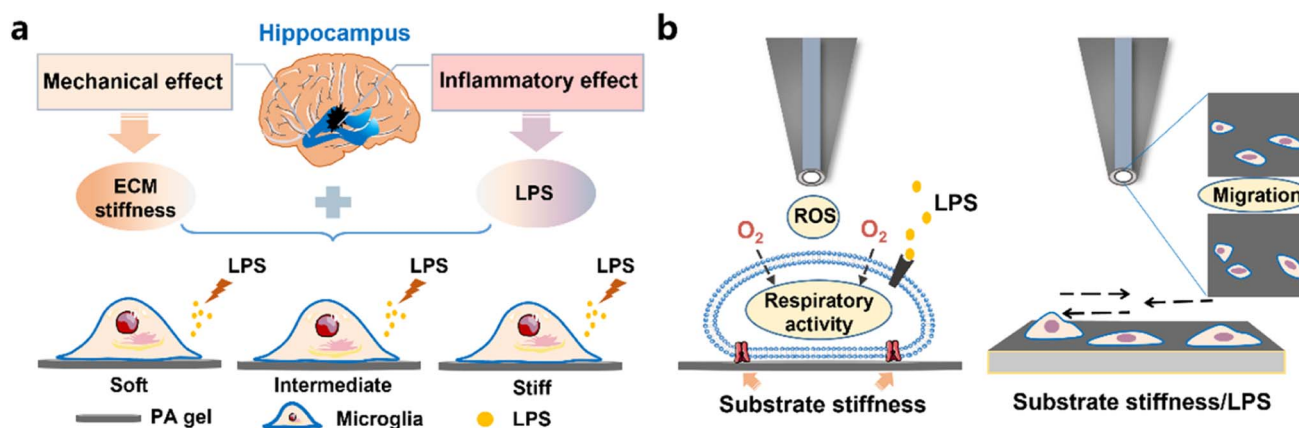 a
Hippocampus
Mechanical effect
Inflammatory effect
ECM
stiffness
LPS
LPS
LPS
LPS
Soft
Intermediate
Stiff
PA gel
Microglia
LPS
b
ROS
LPS
O₂
O₂
Respiratory
activity
Substrate stiffness
Migration
Substrate stiffness/LPS